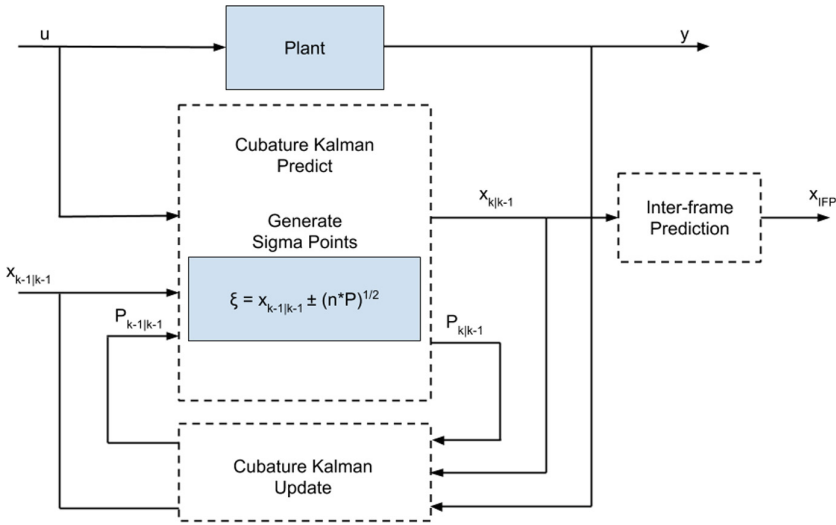 u
Plant
y
Cubature Kalman
Predict
x_{k|k-1}
Inter-frame
Prediction
x_{IFP}
Generate
Sigma Points
x_{k-1|k-1}
ξ = x_{k-1|k-1} ± (n*P)^{1/2}
P_{k-1|k-1}
P_{k|k-1}
Cubature Kalman
Update